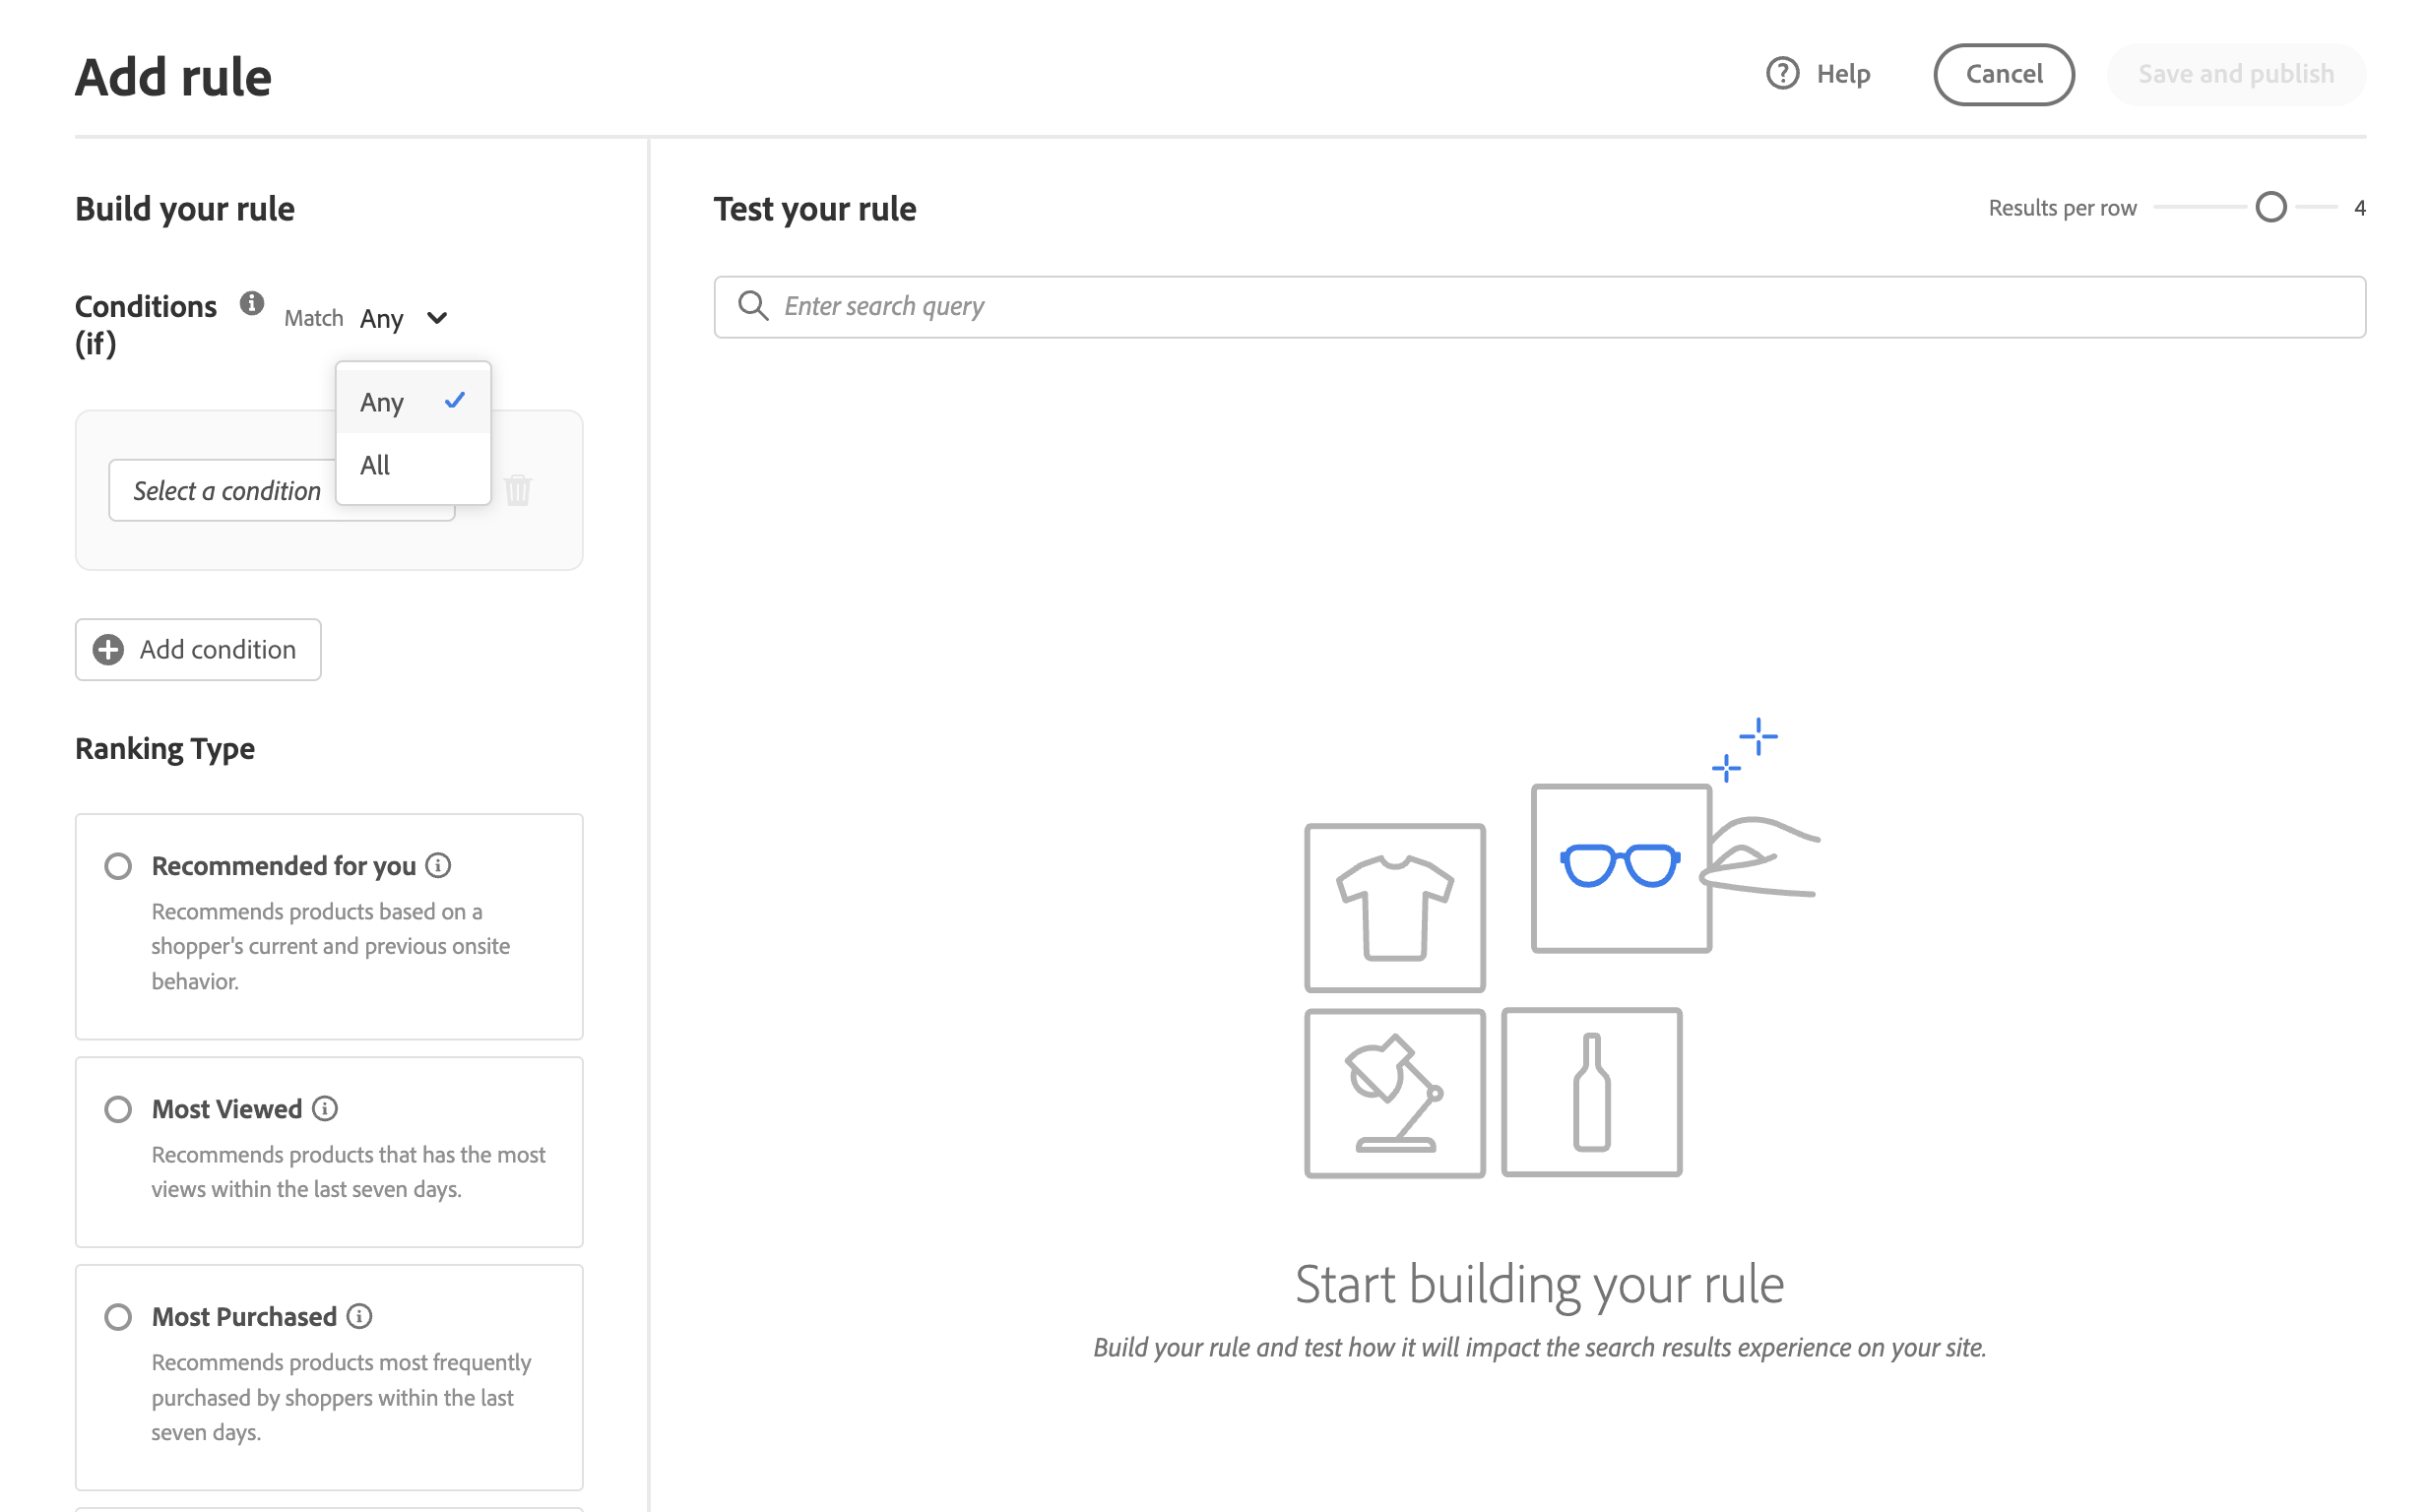 Add rule
Help
Cancel
Save and publish
Build your rule
Conditions
(if)
Match Any
Any
All
Select a condition
Add condition
Ranking Type
Recommended for you
Recommends products based on a
shopper's current and previous onsite
behavior.
Most Viewed
Recommends products that has the most
views within the last seven days.
Most Purchased
Recommends products most frequently
purchased by shoppers within the last
seven days.
Test your rule
Results per row 4
Enter search query
Start building your rule
Build your rule and test how it will impact the search results experience on your site.